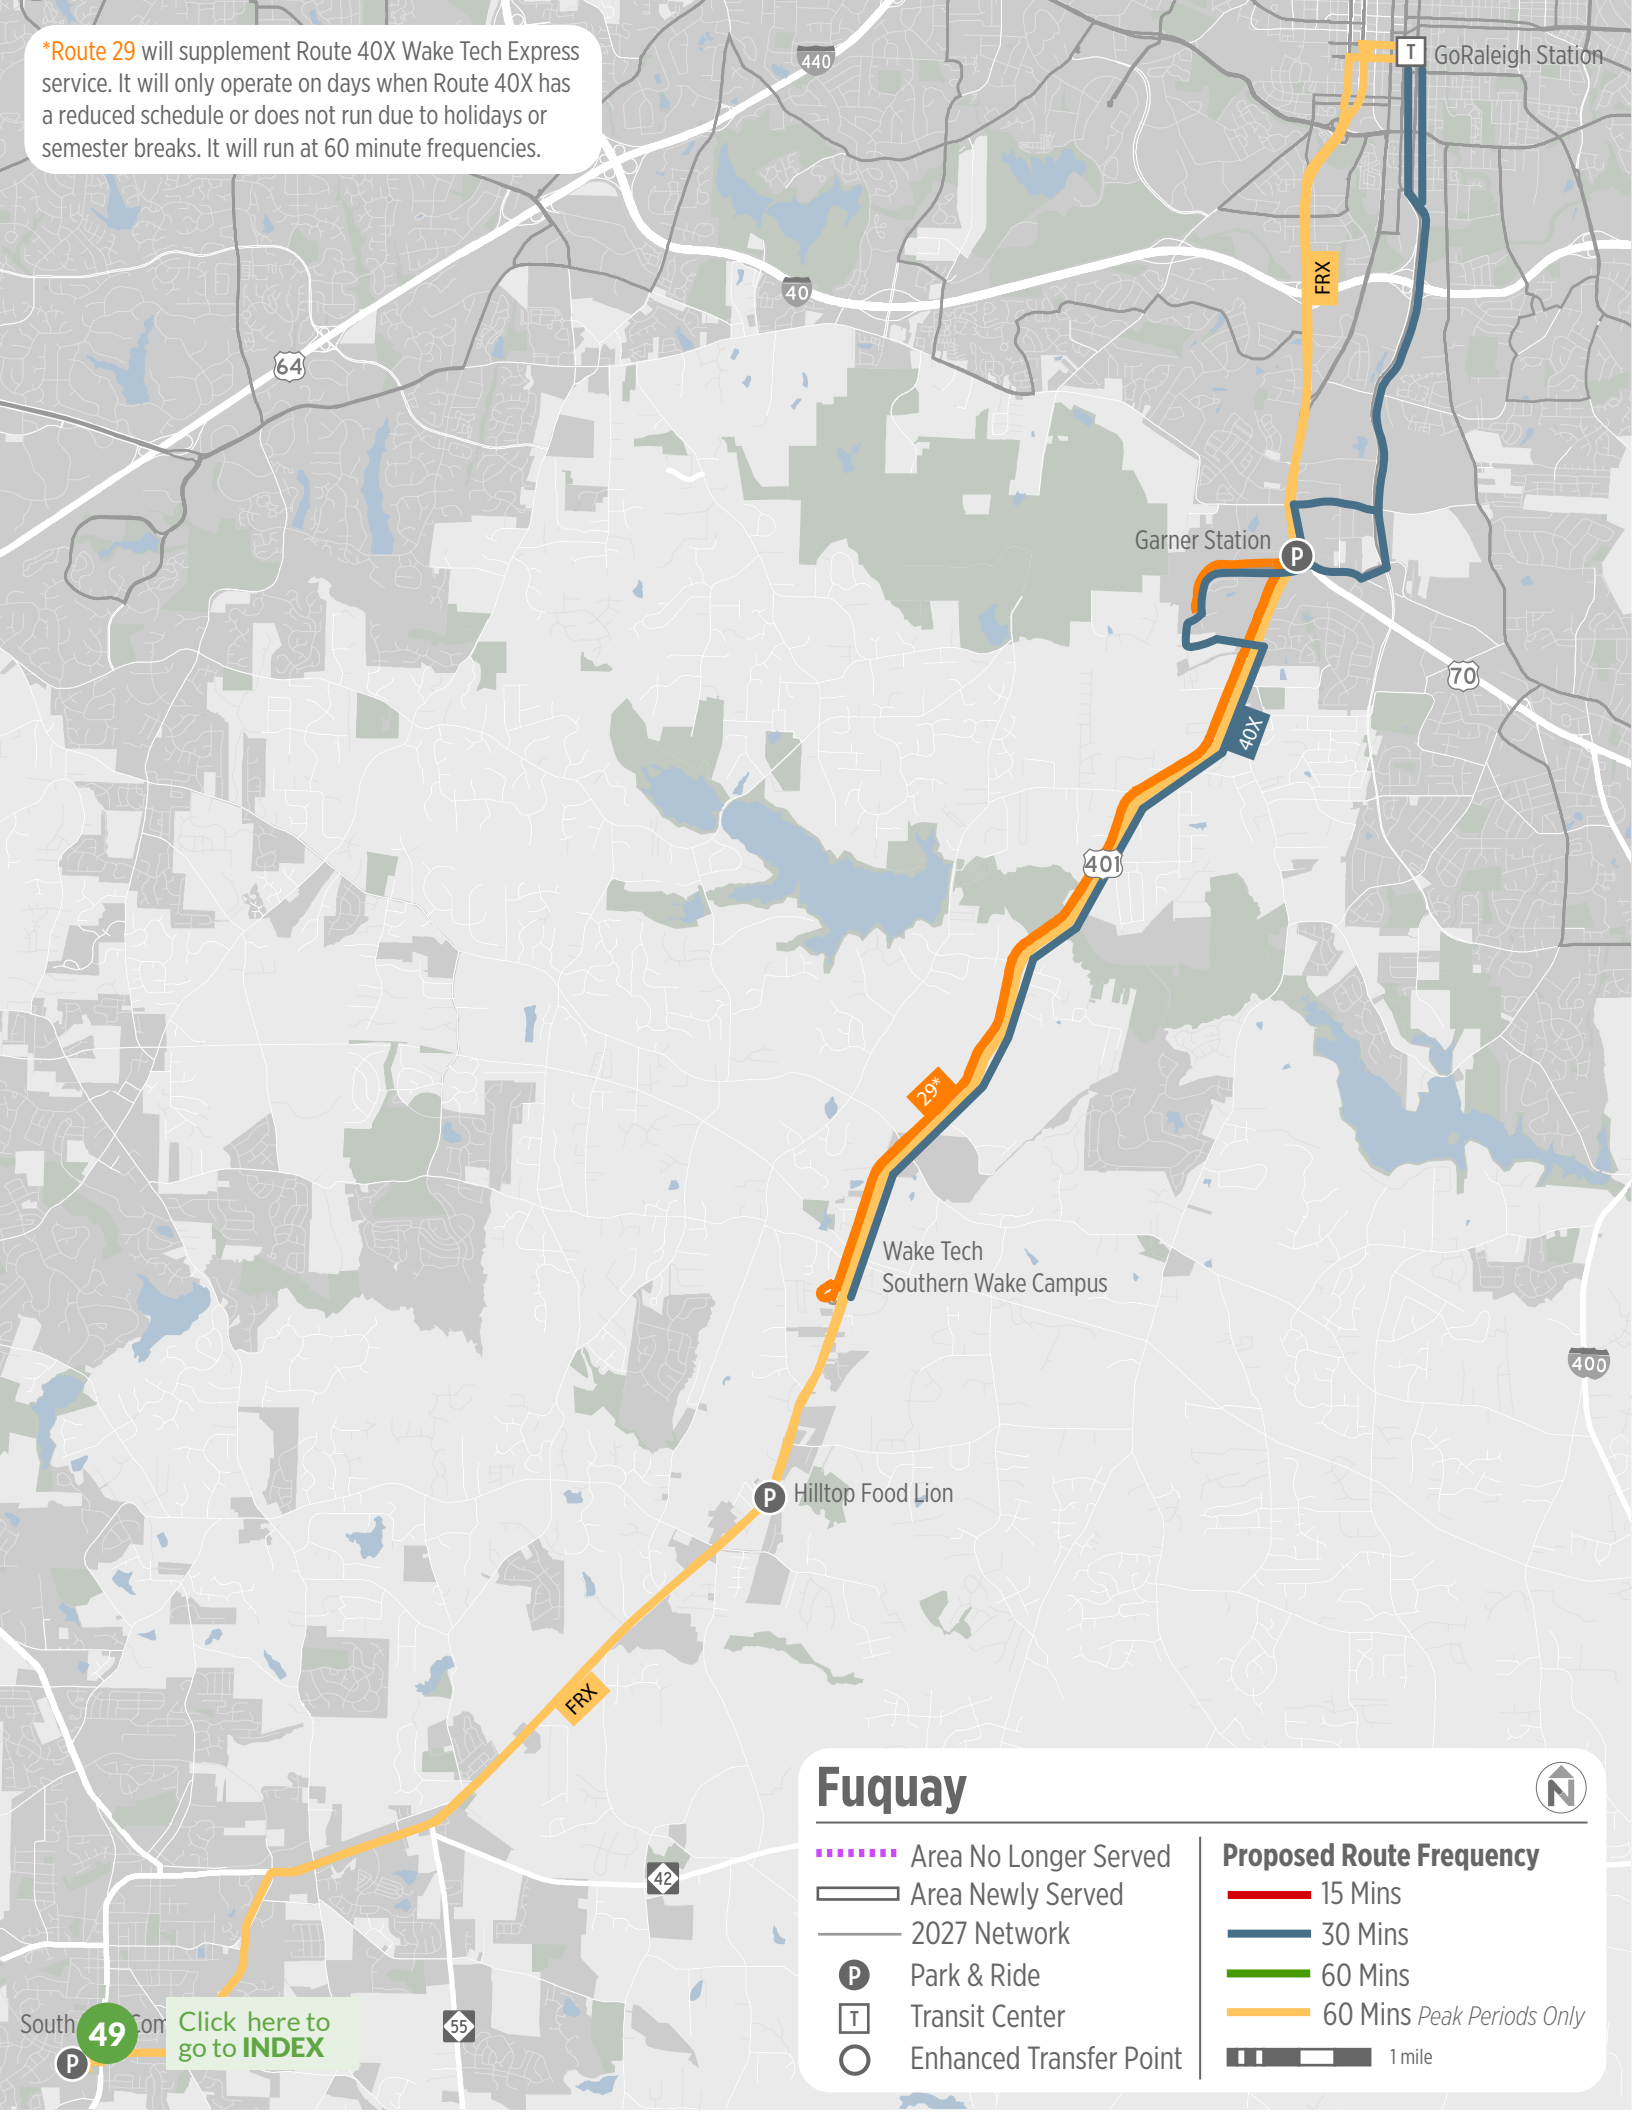 *Route 29 will supplement Route 40X Wake Tech Express
service. It will only operate on days when Route 40X has
a reduced schedule or does not run due to holidays or
semester breaks. It will run at 60 minute frequencies.
440
T
GoRaleigh Station
FRX
40
64
Garner Station
P
70
40X
401
29*
Wake Tech
Southern Wake Campus
400
P
Hilltop Food Lion
FRX
42
55
South
49
Com
P
Click here to
go to INDEX
Fuquay
N
Area No Longer Served
Area Newly Served
2027 Network
P
Park & Ride
T
Transit Center
Enhanced Transfer Point
Proposed Route Frequency
15 Mins
30 Mins
60 Mins
60 Mins Peak Periods Only
1 mile